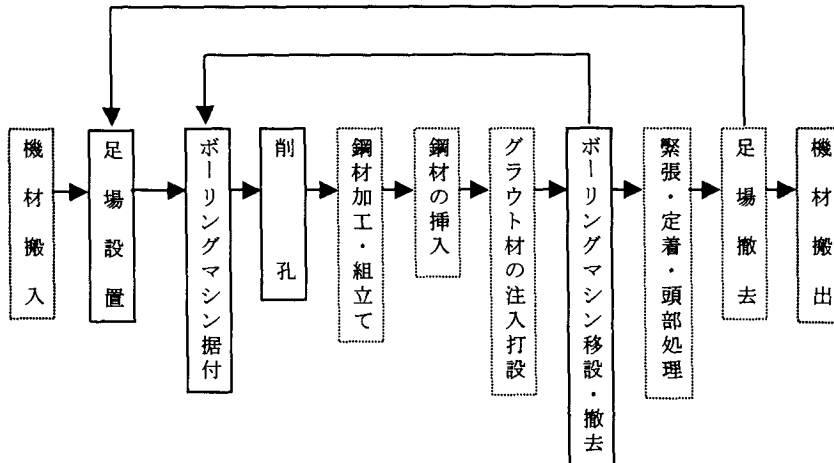 機材搬入
足場設置
ボーリングマシン据付
削孔
鋼材加工・組立て
鋼材の挿入
グラウト材の注入打設
ボーリングマシン移設・撤去
緊張・定着・頭部処理
足場撤去
機材搬出